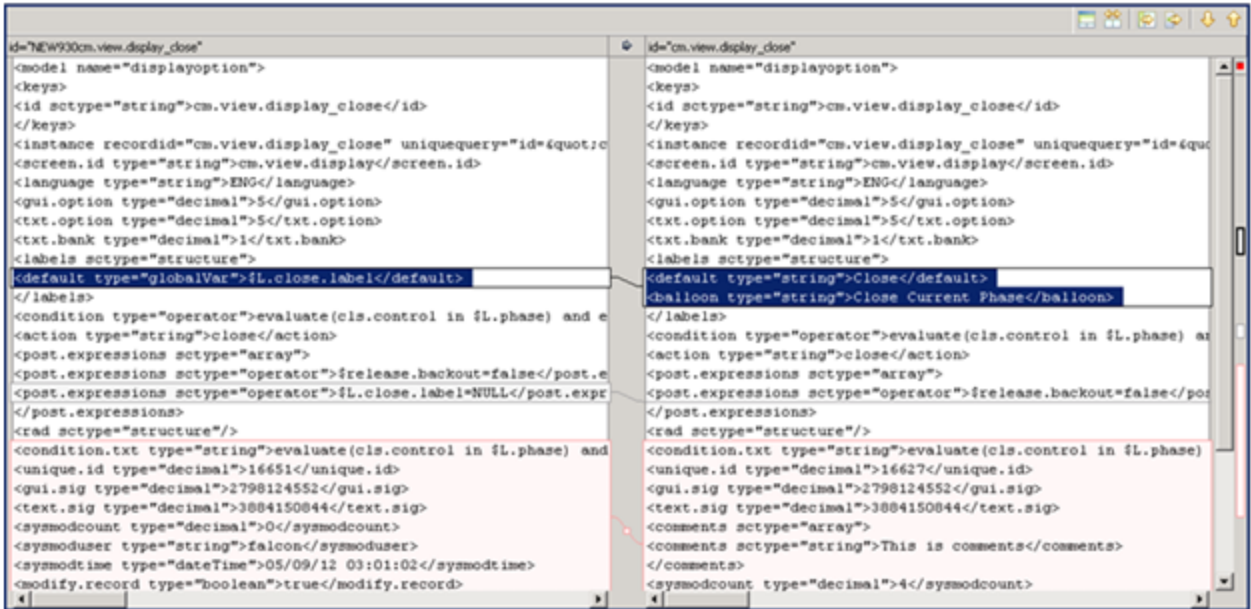 id="NEW930cm.view.display_close"
<model name="displayoption">
<keys>
<id sctype="string">cm.view.display_close</id>
</keys>
<instance recordid="cm.view.display_close" uniquequery="id=&quot;c
<screen.id type="string">cm.view.display</screen.id>
<language type="string">ENG</language>
<gui.option type="decimal">5</gui.option>
<txt.option type="decimal">5</txt.option>
<txt.bank type="decimal">1</txt.bank>
<labels sctype="structure">
<default type="globalVar">$L.close.label</default>
</labels>
<condition type="operator">evaluate(cls.control in $L.phase) and e
<action type="string">close</action>
<post.expressions sctype="array">
<post.expressions sctype="operator">$release.backout=false</post.e
<post.expressions sctype="operator">$L.close.label=NULL</post.expr
</post.expressions>
<rad sctype="structure"/>
<condition.txt type="string">evaluate(cls.control in $L.phase) and
<unique.id type="decimal">16651</unique.id>
<gui.sig type="decimal">2798124552</gui.sig>
<text.sig type="decimal">3884150844</text.sig>
<sysmodcount type="decimal">0</sysmodcount>
<sysmoduser type="string">falcon</sysmoduser>
<sysmodtime type="dateTime">05/09/12 03:01:02</sysmodtime>
<modify.record type="boolean">true</modify.record>
id="cm.view.display_close"
<model name="displayoption">
<keys>
<id sctype="string">cm.view.display_close</id>
</keys>
<instance recordid="cm.view.display_close" uniquequery="id=&quo
<screen.id type="string">cm.view.display</screen.id>
<language type="string">ENG</language>
<gui.option type="decimal">5</gui.option>
<txt.option type="decimal">5</txt.option>
<txt.bank type="decimal">1</txt.bank>
<labels sctype="structure">
<default type="string">Close</default>
<balloon type="string">Close Current Phase</balloon>
</labels>
<condition type="operator">evaluate(cls.control in $L.phase) an
<action type="string">close</action>
<post.expressions sctype="array">
<post.expressions sctype="operator">$release.backout=false</pos
</post.expressions>
<rad sctype="structure"/>
<condition.txt type="string">evaluate(cls.control in $L.phase)
<unique.id type="decimal">16627</unique.id>
<gui.sig type="decimal">2798124552</gui.sig>
<text.sig type="decimal">3884150844</text.sig>
<comments sctype="array">
<comments sctype="string">This is comments</comments>
</comments>
<sysmodcount type="decimal">4</sysmodcount>